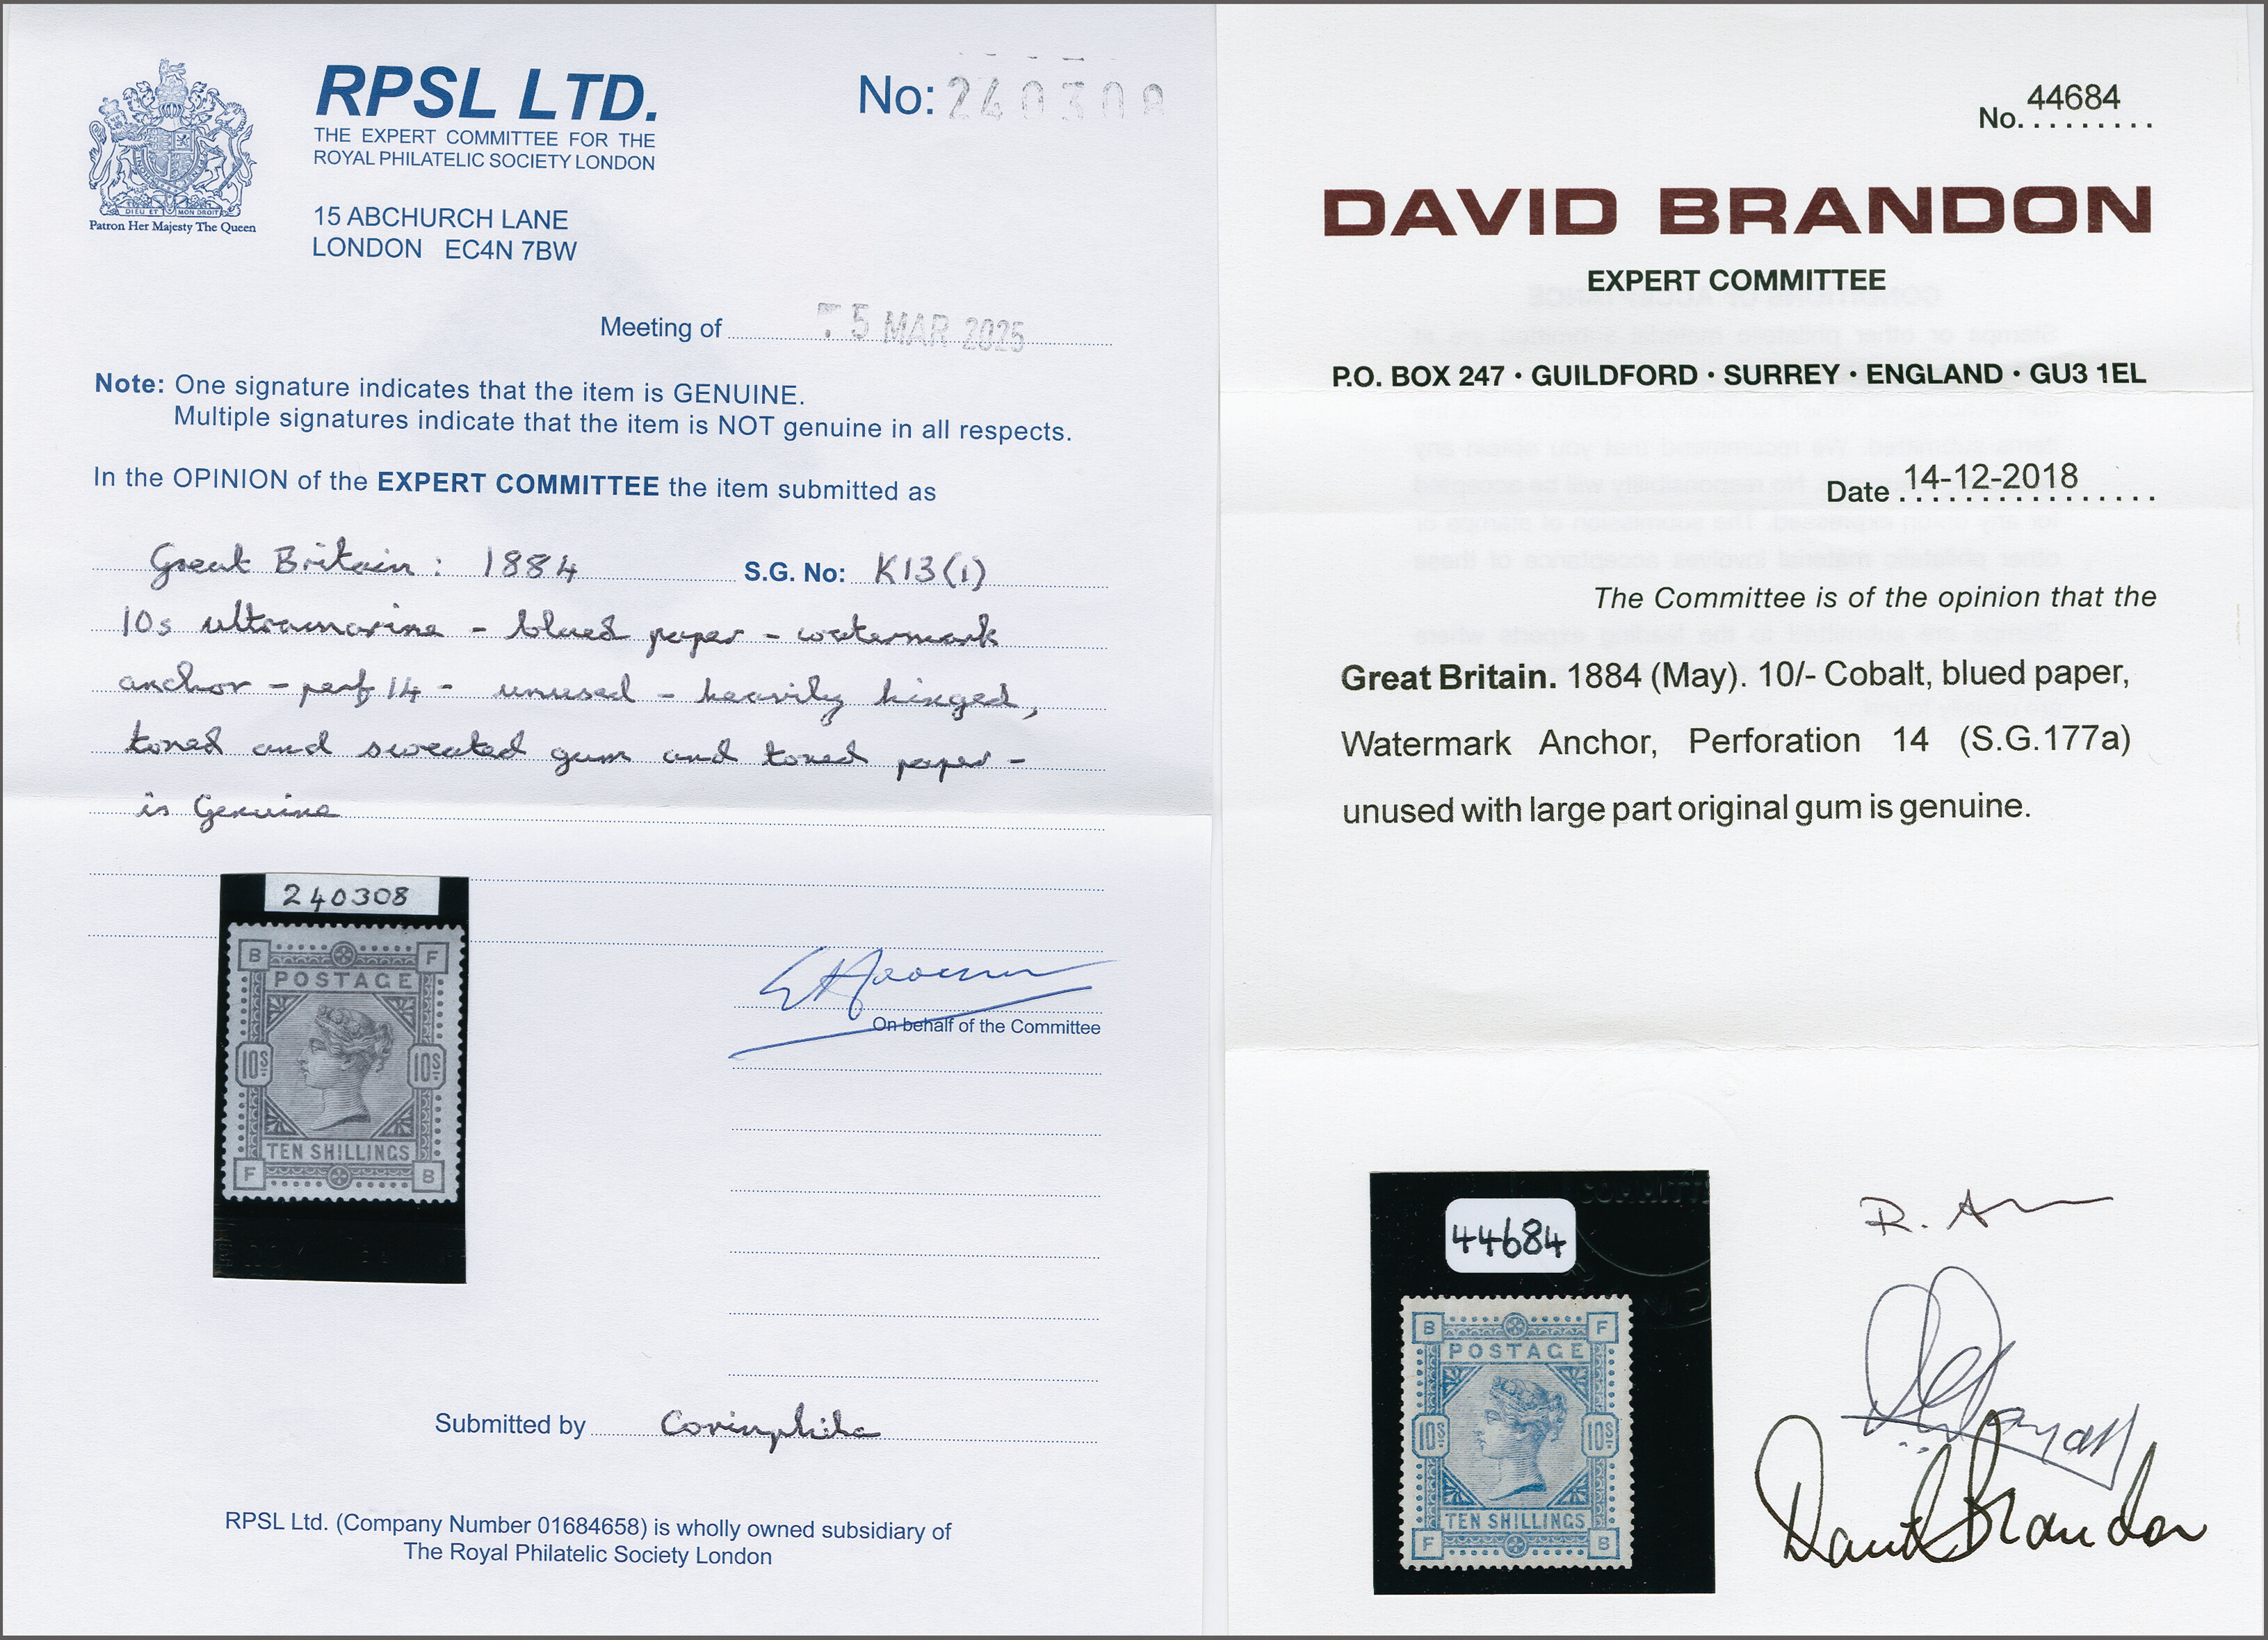 RPSL LTD.
THE EXPERT COMMITTEE FOR THE
ROYAL PHILATELIC SOCIETY LONDON
15 ABCHURCH LANE
LONDON EC4N 7BW
No: 240308
DIEU ET MON DROIT
Patron Her Majesty The Queen
Meeting of 5 MAR 2025
Note: One signature indicates that the item is GENUINE.
Multiple signatures indicate that the item is NOT genuine in all respects.
In the OPINION of the EXPERT COMMITTEE the item submitted as
Great Britain: 1884 S.G. No: K13(1)
10s ultramarine - blued paper - watermark
anchor - perf 14 - unused - heavily hinged,
toned and sweated gum and toned paper -
is Genuine
240308
B F
POSTAGE
10S 10S
TEN SHILLINGS
F B
On behalf of the Committee
Submitted by Corinphila
RPSL Ltd. (Company Number 01684658) is wholly owned subsidiary of
The Royal Philatelic Society London
No. 44684
DAVID BRANDON
EXPERT COMMITTEE
P.O. BOX 247 · GUILDFORD · SURREY · ENGLAND · GU3 1EL
Date 14-12-2018
The Committee is of the opinion that the
Great Britain. 1884 (May). 10/- Cobalt, blued paper,
Watermark Anchor, Perforation 14 (S.G.177a)
unused with large part original gum is genuine.
44684
B F
POSTAGE
10S 10S
TEN SHILLINGS
F B
David Brandon